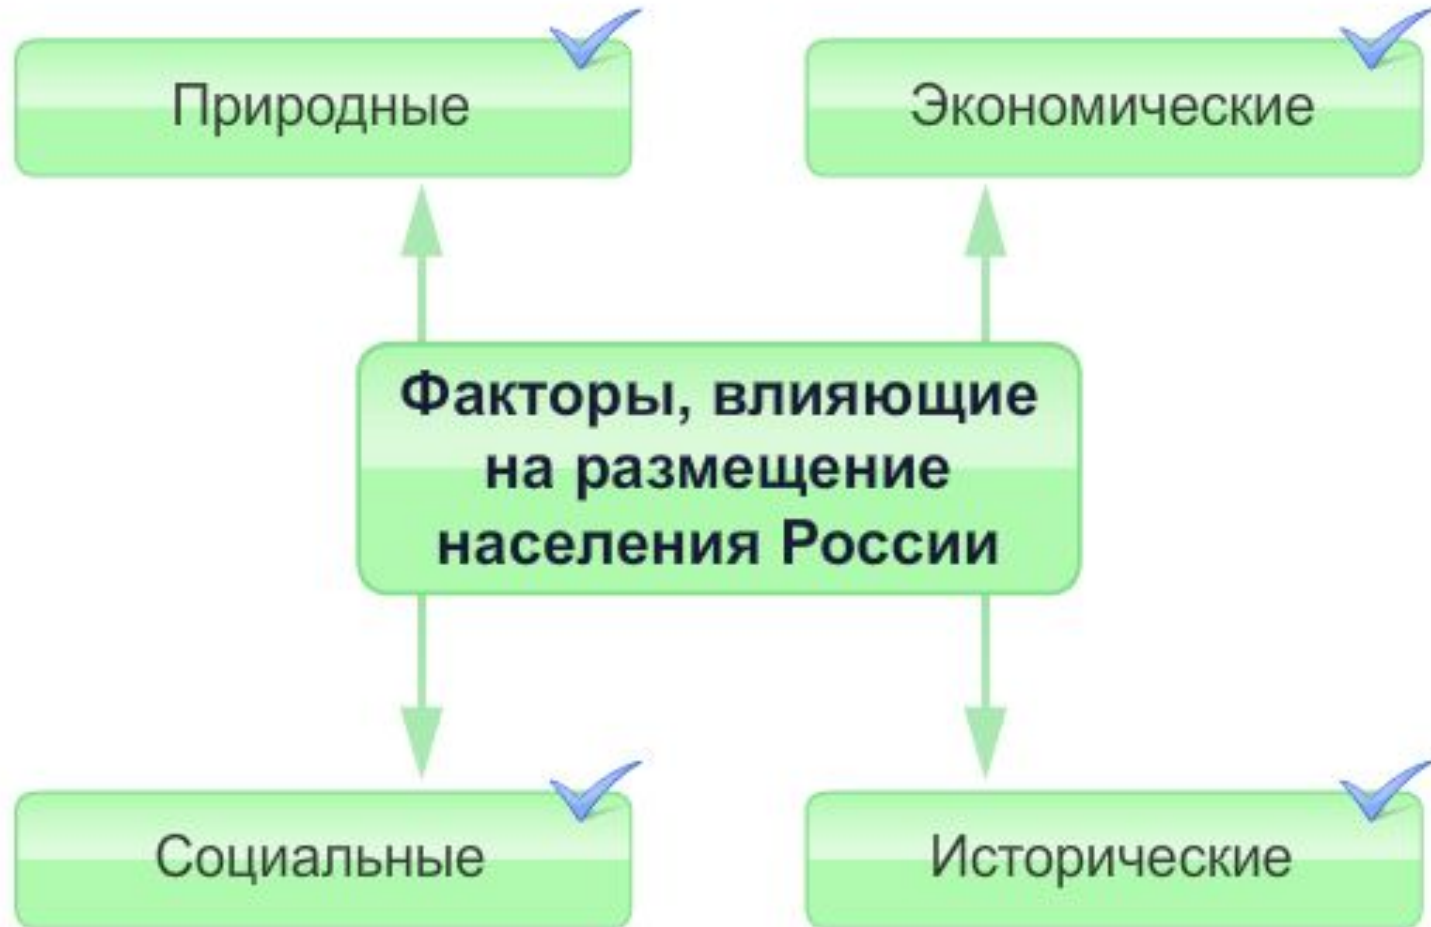 Природные
Экономические
Факторы, влияющие
на размещение
населения России
Социальные
Исторические